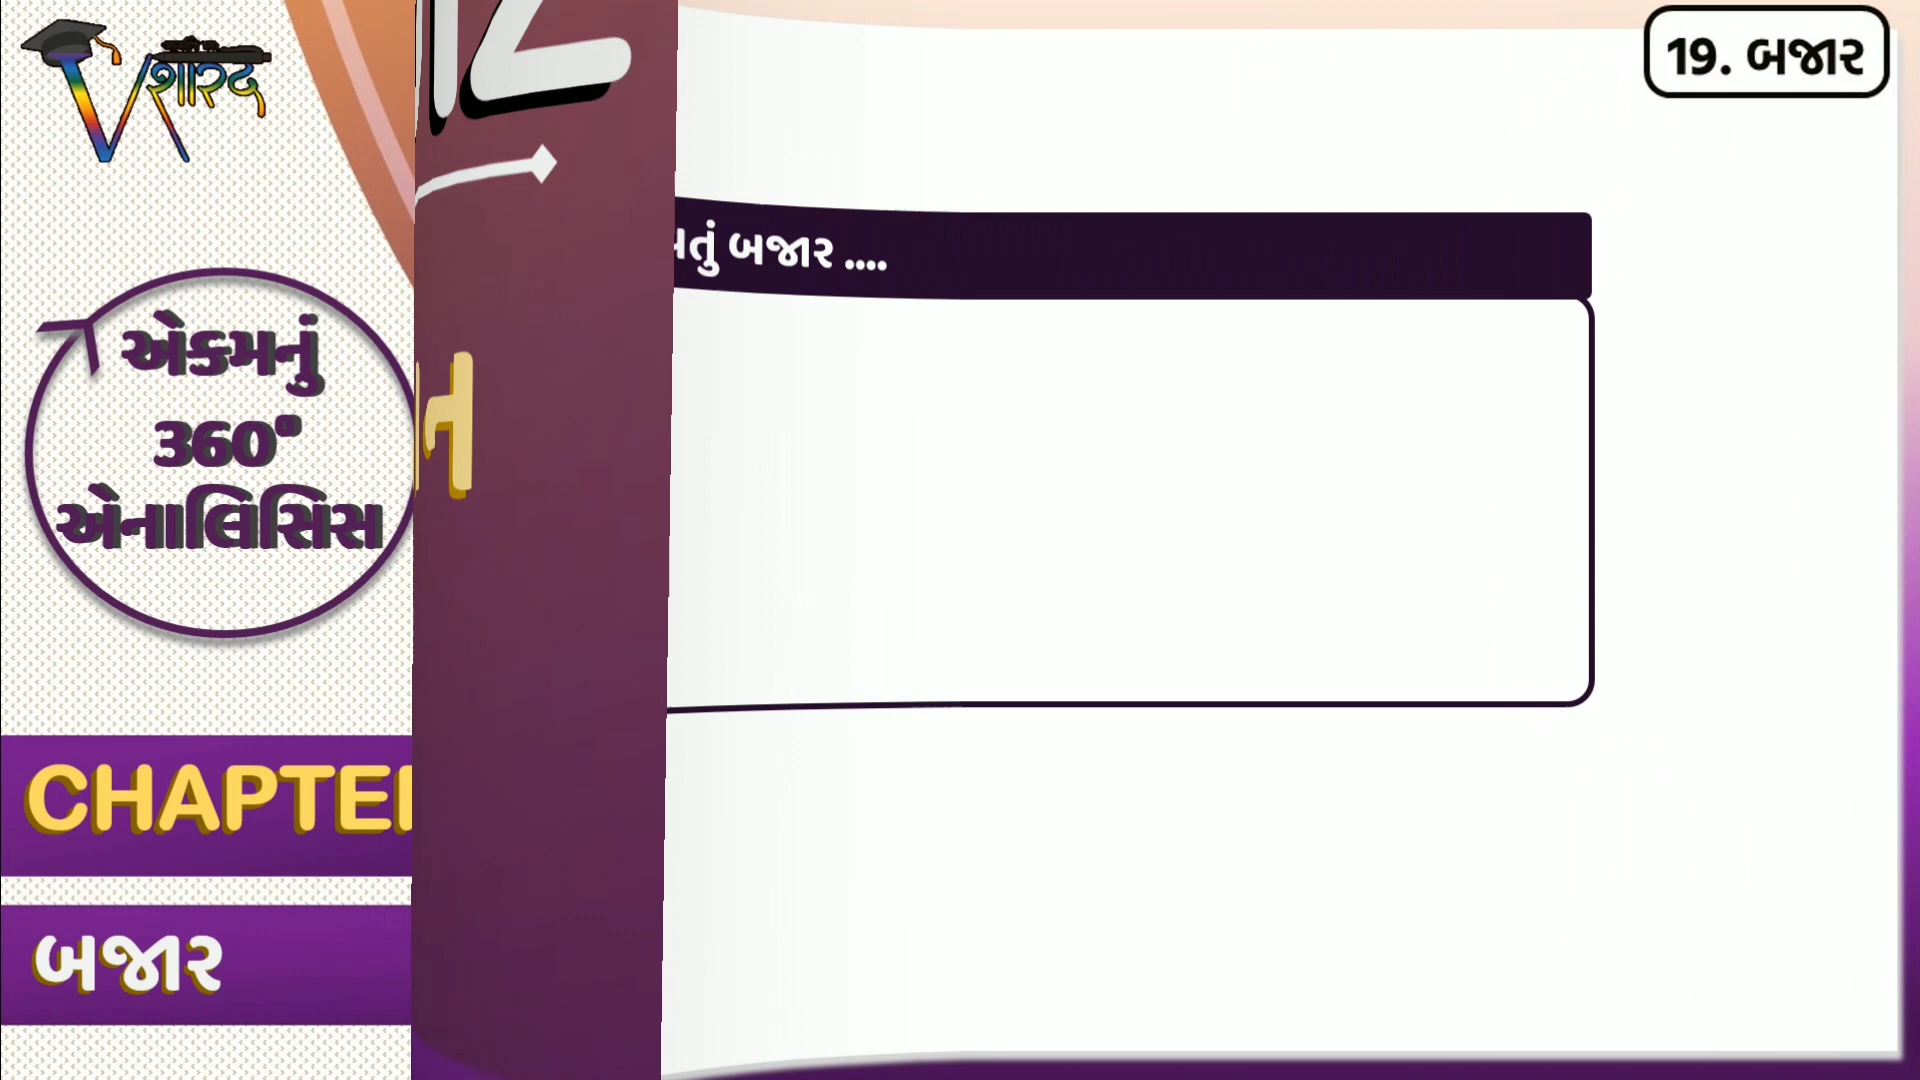 શારદ
એકમનું
360°
એનાલિસિસ
CHAPTE
બજાર
19. બજાર
બજાર ....